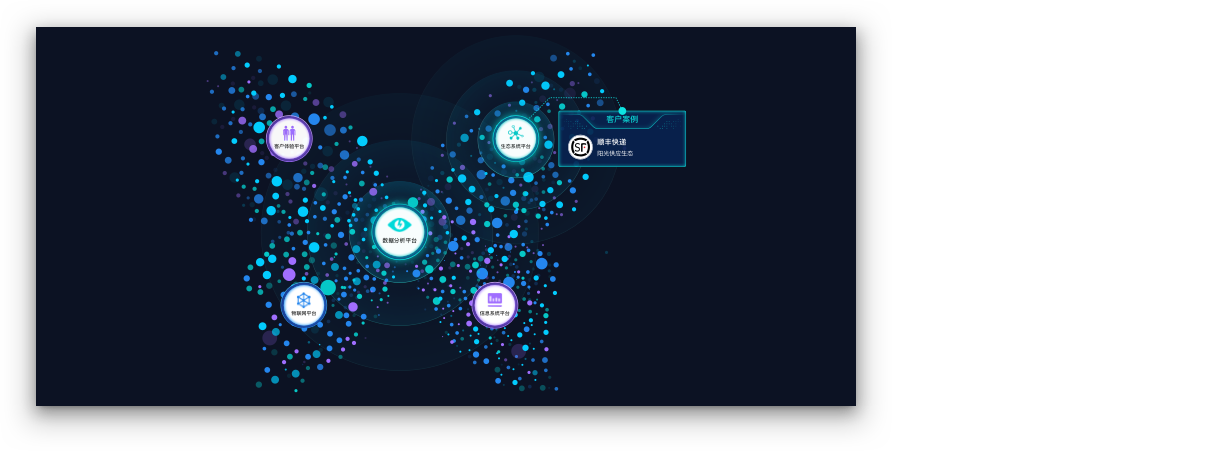 客户案例
SF
顺丰快递
阳光供应生态
客户体验平台
生态系统平台
数据分析平台
物联网平台
信息系统平台